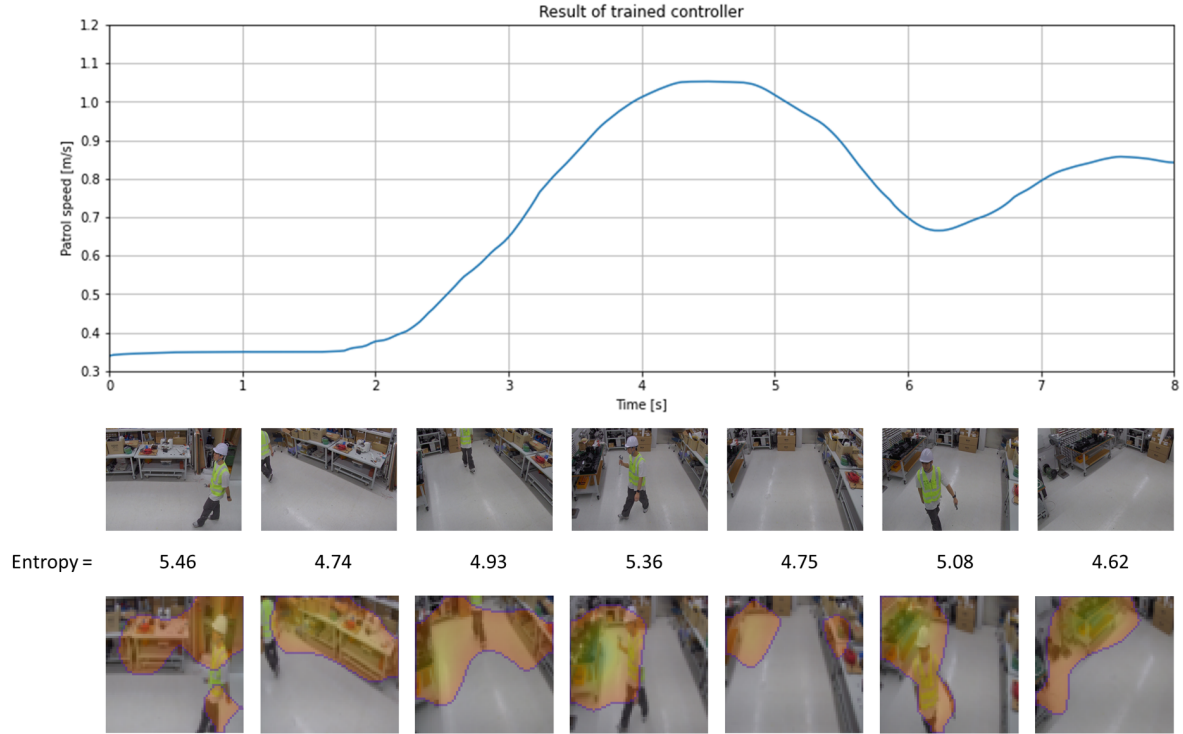 Result of trained controller
1.2
1.1
1.0
0.9
0.8
0.7
0.6
0.5
0.4
0.3
Patrol speed [m/s]
0 1 2 3 4 5 6 7 8
Time [s]
Entropy = 5.46 4.74 4.93 5.36 4.75 5.08 4.62